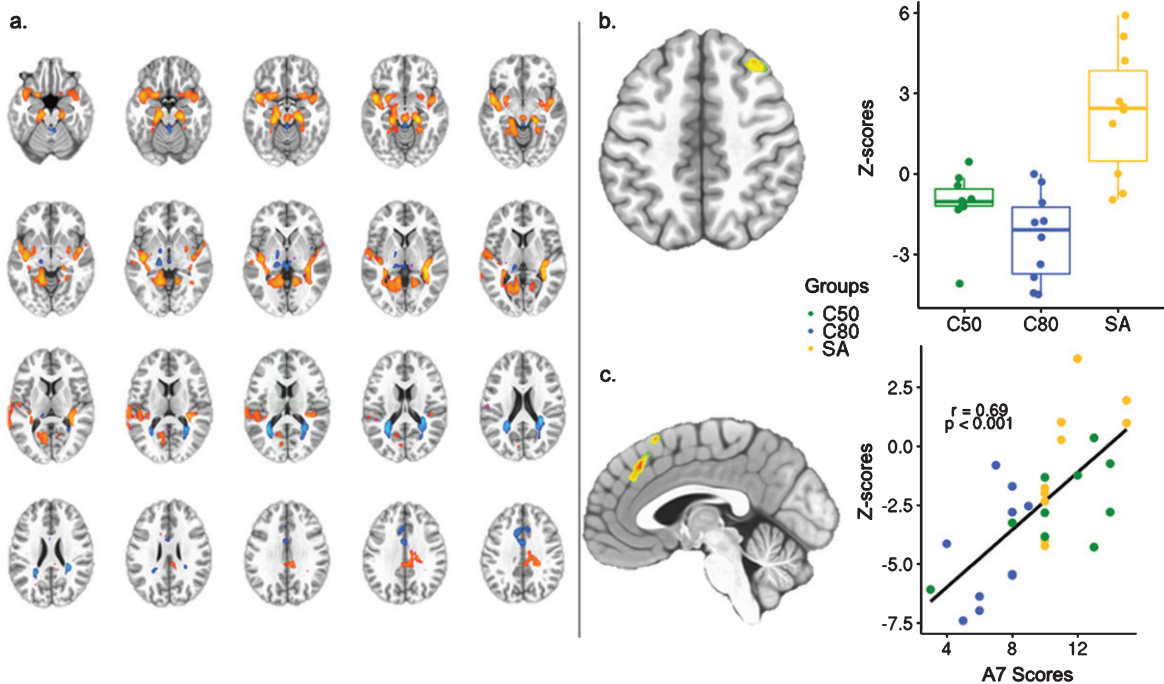 a.
b.
6
3
0
-3
Z-scores
C50
C80
SA
Groups
C50
C80
SA
c.
r = 0.69
p < 0.001
2.5
0.0
-2.5
-5.0
-7.5
Z-scores
4
8
12
A7 Scores